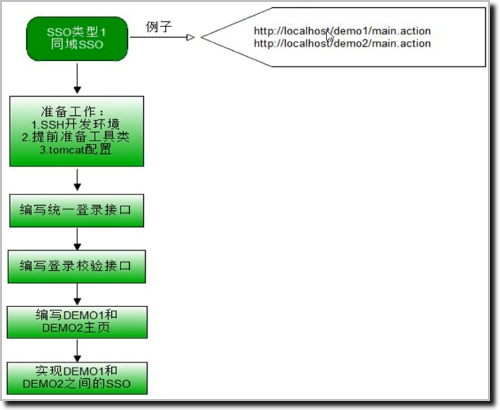 SSO类型1
同域SSO
例子
http://localhost/demo1/main.action
http://localhost/demo2/main.action
准备工作：
1.SSH开发环境
2.提前准备工具类
3.tomcat配置
编写统一登录接口
编写登录校验接口
编写DEMO1和
DEMO2主页
实现DEMO1和
DEMO2之间的SSO